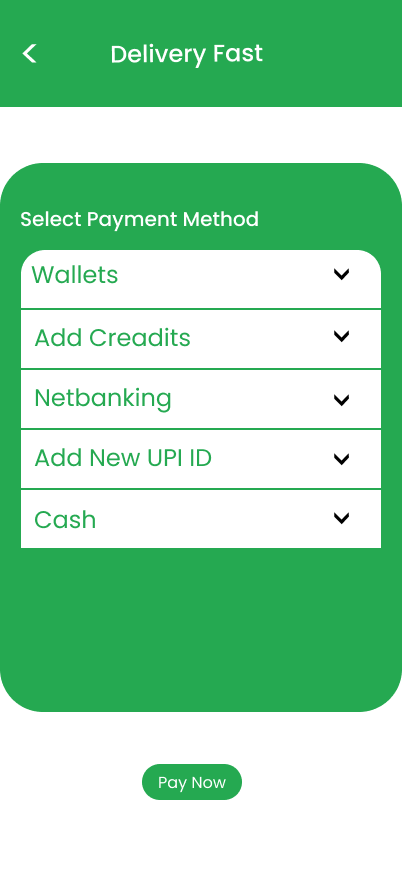 Delivery Fast
Select Payment Method
Wallets
Add Creadits
Netbanking
Add New UPI ID
Cash
Pay Now